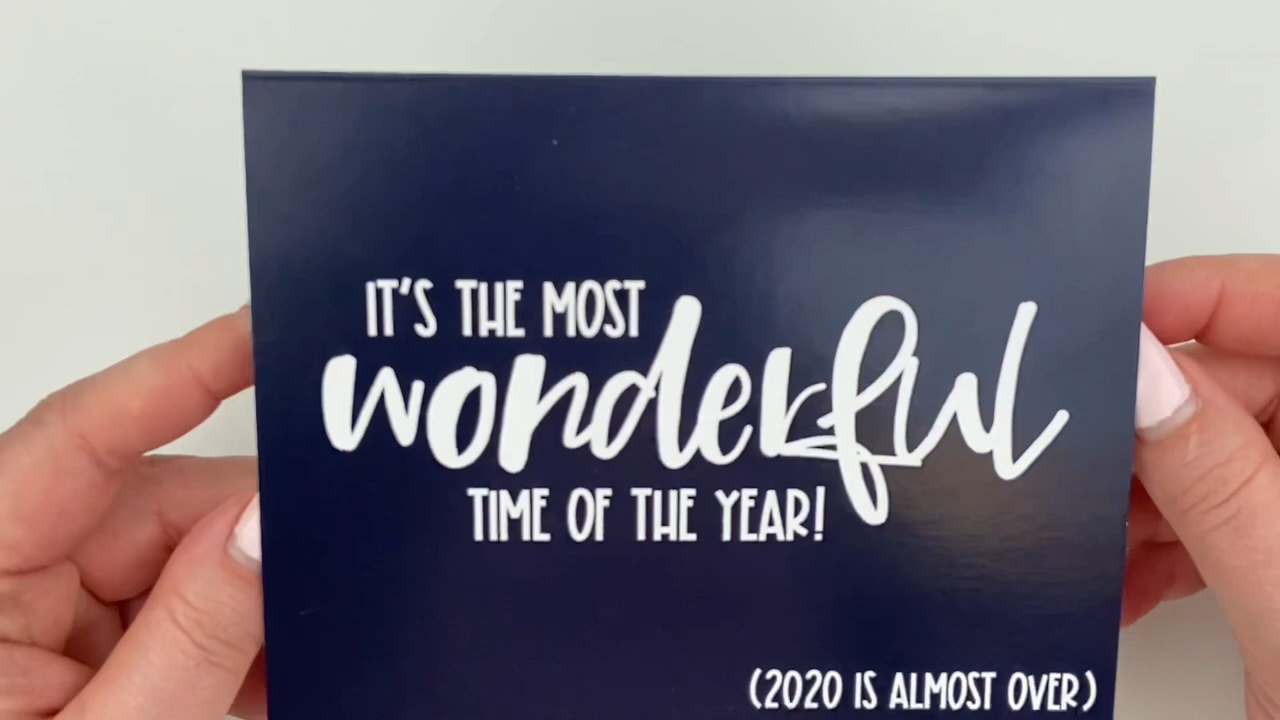 IT'S THE MOST
wonderful
TIME OF THE YEAR!
(2020 IS ALMOST OVER)